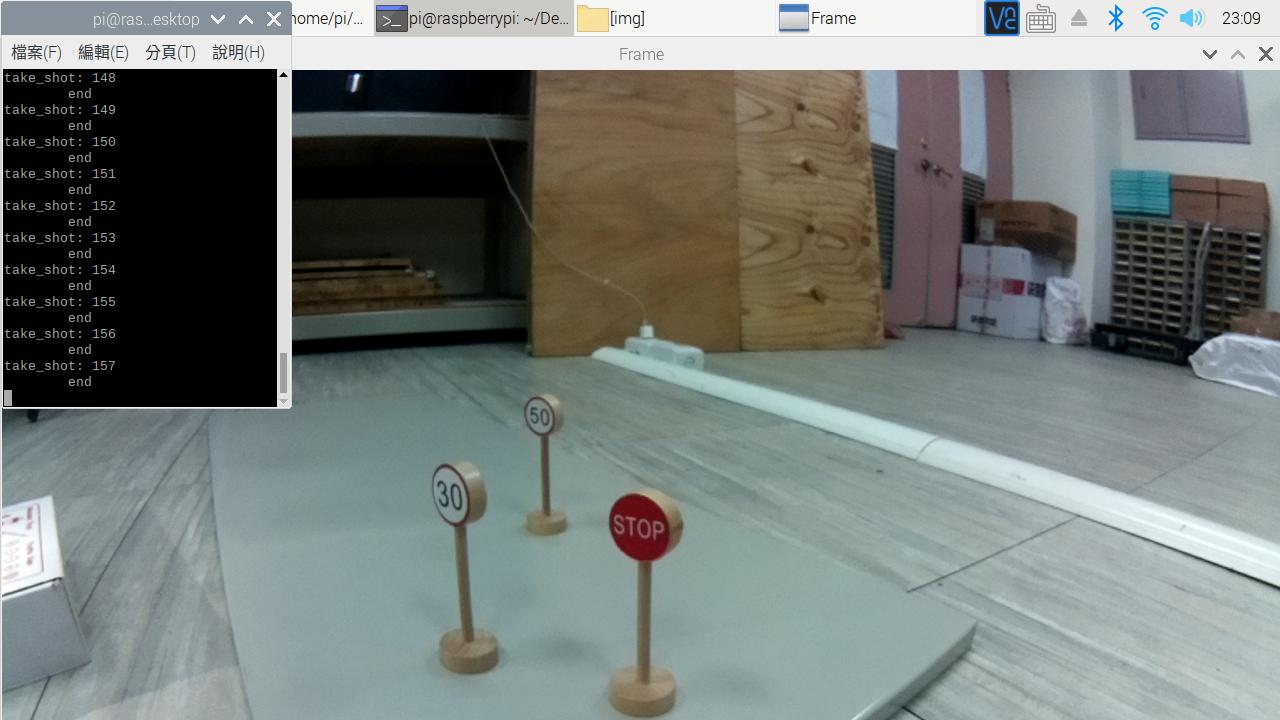 pi@ras...esktop
home/pi/...
pi@raspberrypi: ~/De...
[img]
Frame
23:09
檔案(F) 編輯(E) 分頁(T) 說明(H)
Frame
take_shot: 148
end
take_shot: 149
end
take_shot: 150
end
take_shot: 151
end
take_shot: 152
end
take_shot: 153
end
take_shot: 154
end
take_shot: 155
end
take_shot: 156
end
take_shot: 157
end
50
30
STOP